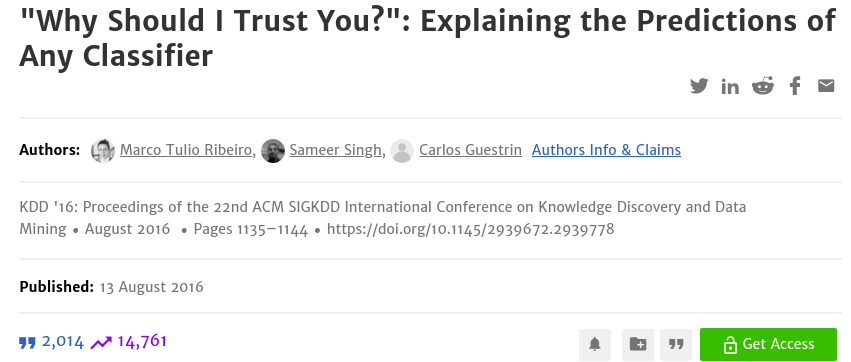 "Why Should I Trust You?": Explaining the Predictions of
Any Classifier
Authors: Marco Tulio Ribeiro, Sameer Singh, Carlos Guestrin Authors Info & Claims
KDD '16: Proceedings of the 22nd ACM SIGKDD International Conference on Knowledge Discovery and Data
Mining • August 2016 • Pages 1135–1144 • https://doi.org/10.1145/2939672.2939778
Published: 13 August 2016
2,014 14,761 Get Access